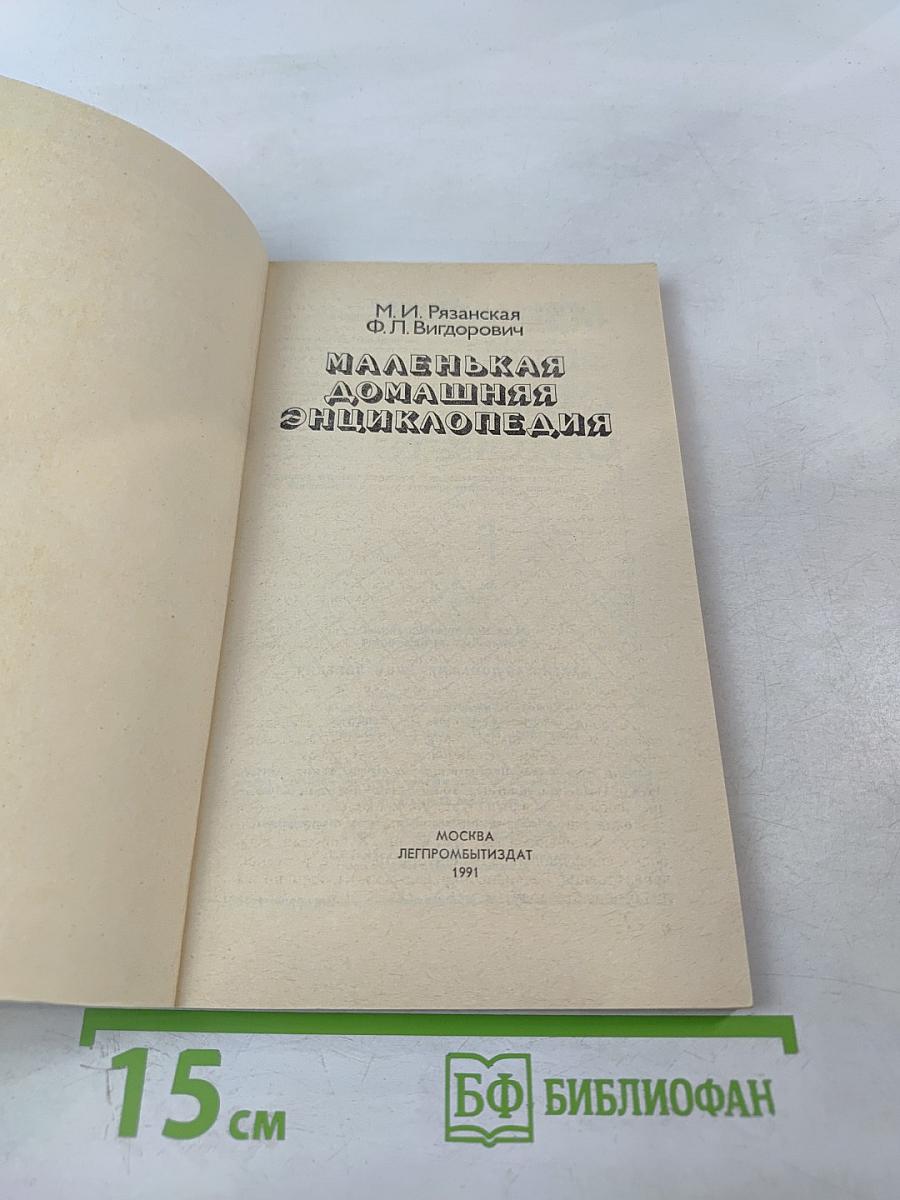 М. И. Рязанская
Ф. Л. Вигдорович
МАЛЕНЬКАЯ
ДОМАШНЯЯ
ЭНЦИКЛОПЕДИЯ
МОСКВА
ЛЕГПРОМБЫТИЗДАТ
1991
15 см
БФ БИБЛИОФАН